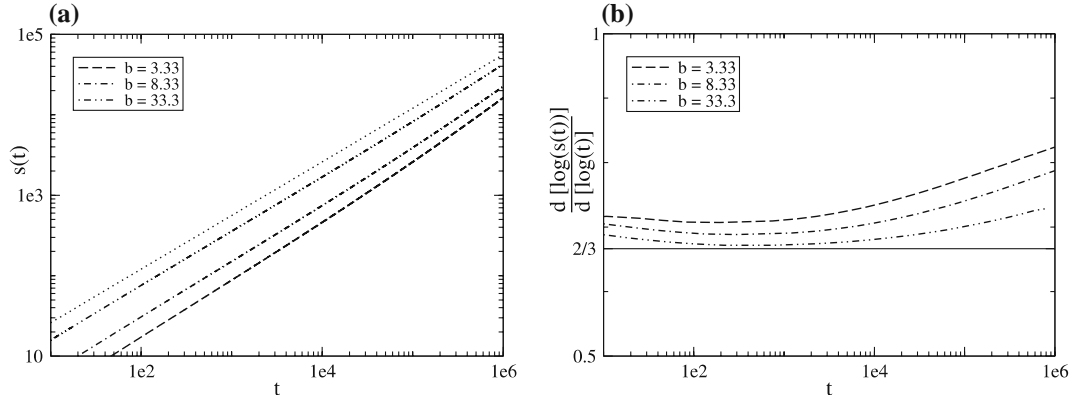 (a)
1e5
b = 3.33
b = 8.33
b = 33.3
s(t)
1e3
10
1e2
1e4
1e6
t
(b)
1
b = 3.33
b = 8.33
b = 33.3
d [log(s(t))]
d [log(t)]
2/3
0.5
1e2
1e4
1e6
t